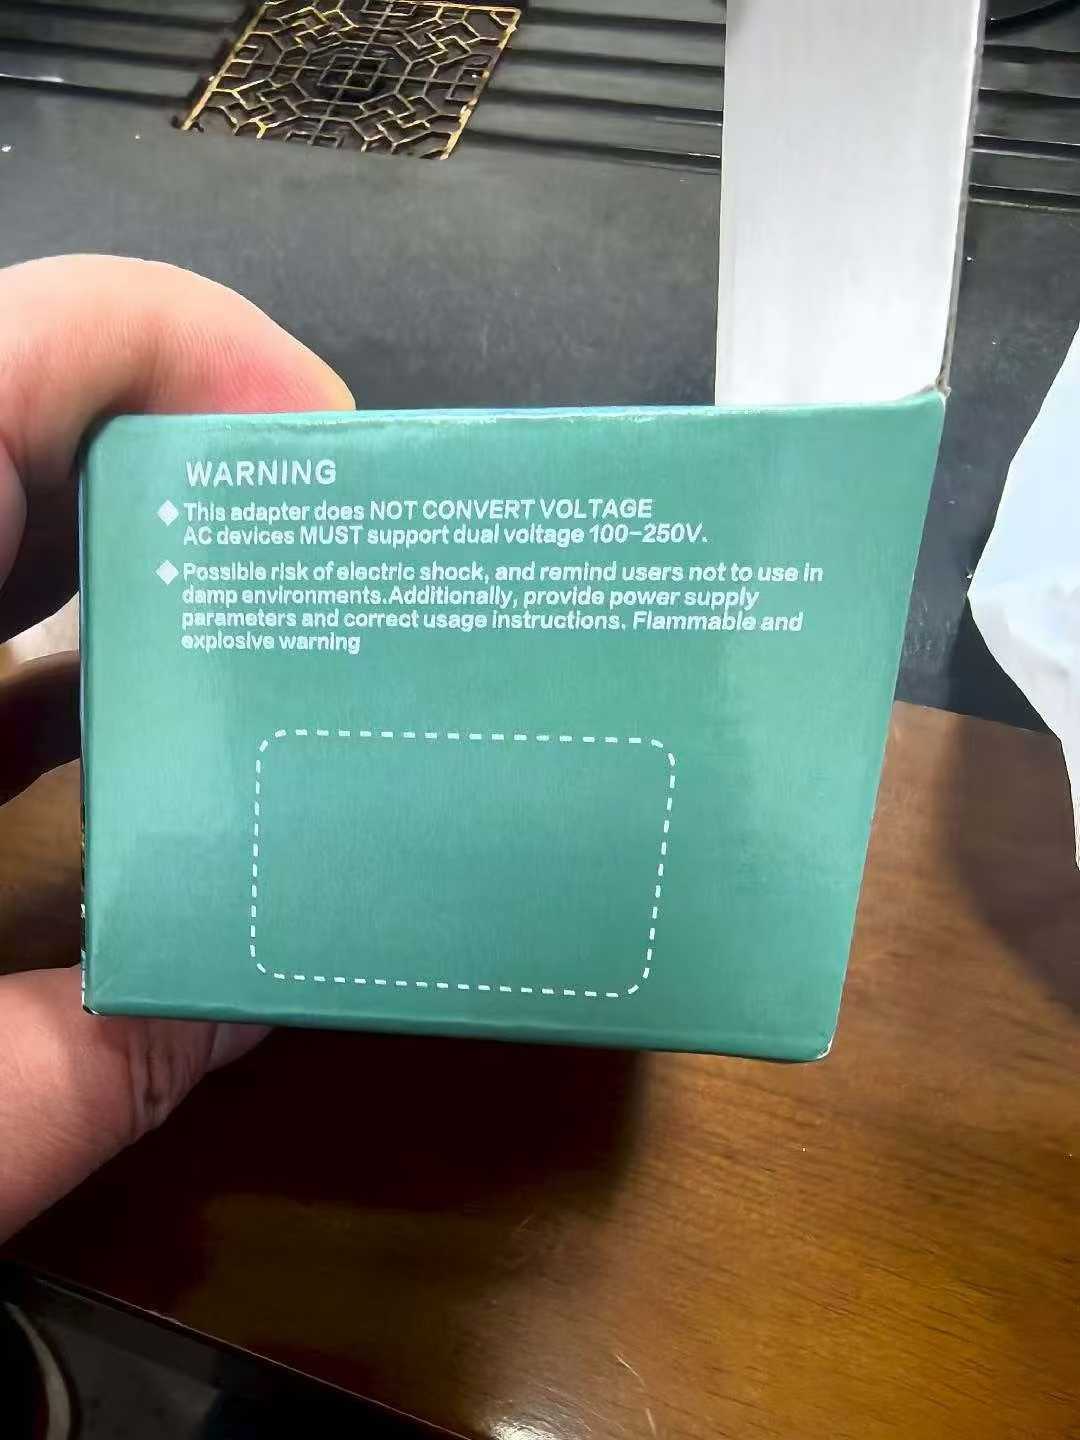 WARNING
This adapter does NOT CONVERT VOLTAGE
AC devices MUST support dual voltage 100-250V.
Possible risk of electric shock, and remind users not to use in
damp environments.Additionally, provide power supply
parameters and correct usage instructions. Flammable and
explosive warning